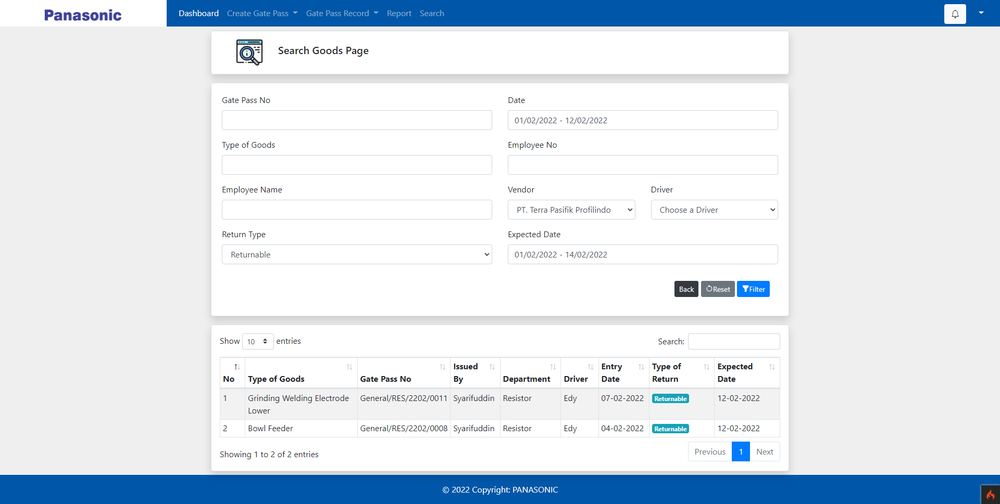 Panasonic
Dashboard Create Gate Pass Gate Pass Record Report Search
Search Goods Page
Gate Pass No Date
01/02/2022 - 12/02/2022
Type of Goods Employee No
Employee Name Vendor Driver
PT. Terra Pasifik Profilindo Choose a Driver
Return Type Expected Date
Returnable 01/02/2022 - 14/02/2022
Back Reset Filter
Show 10 entries Search:
No Type of Goods Gate Pass No Issued By Department Driver Entry Date Type of Return Expected Date
1 Grinding Welding Electrode Lower General/RES/2202/0011 Syarifuddin Resistor Edy 07-02-2022 Returnable 12-02-2022
2 Bowl Feeder General/RES/2202/0008 Syarifuddin Resistor Edy 04-02-2022 Returnable 12-02-2022
Showing 1 to 2 of 2 entries Previous 1 Next
© 2022 Copyright: PANASONIC